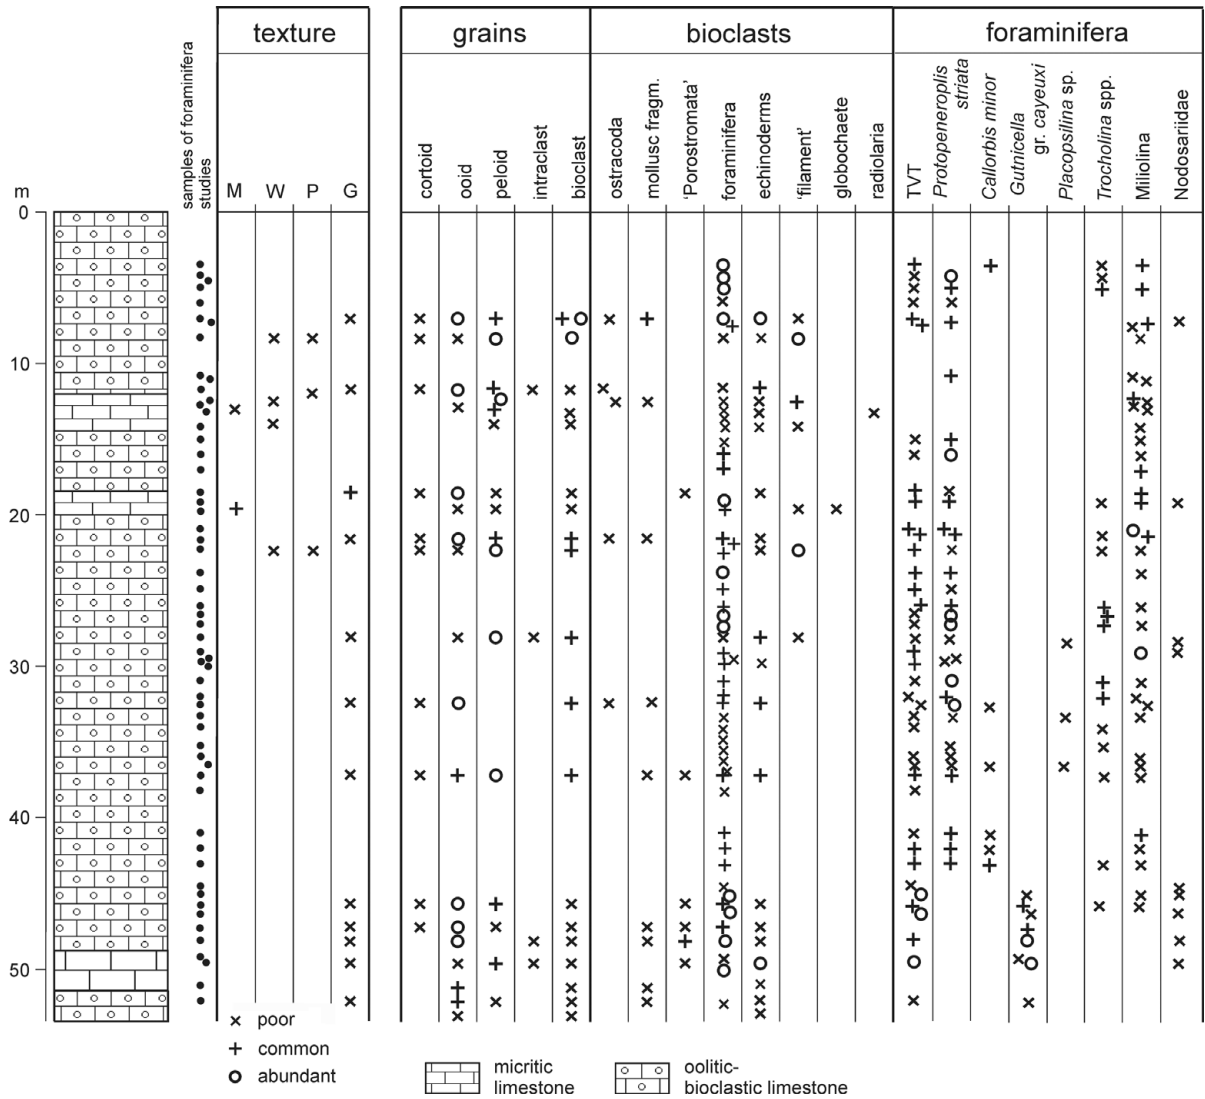 texture
grains
bioclasts
foraminifera
samples of foraminifera
studies
M
W
P
G
cortoid
ooid
peloid
intraclast
bioclast
ostracoda
mollusc fragm.
'Porostromata'
foraminifera
echinoderms
'filament'
globochaete
radiolaria
TVT
Protopeneroplis
striata
Callorbis minor
Gutnicella
gr. cayeuxi
Placopsilina sp.
Trocholina spp.
Miliolina
Nodosariidae
m
0
10
20
30
40
50
poor
common
abundant
micritic
limestone
oolitic-
bioclastic limestone